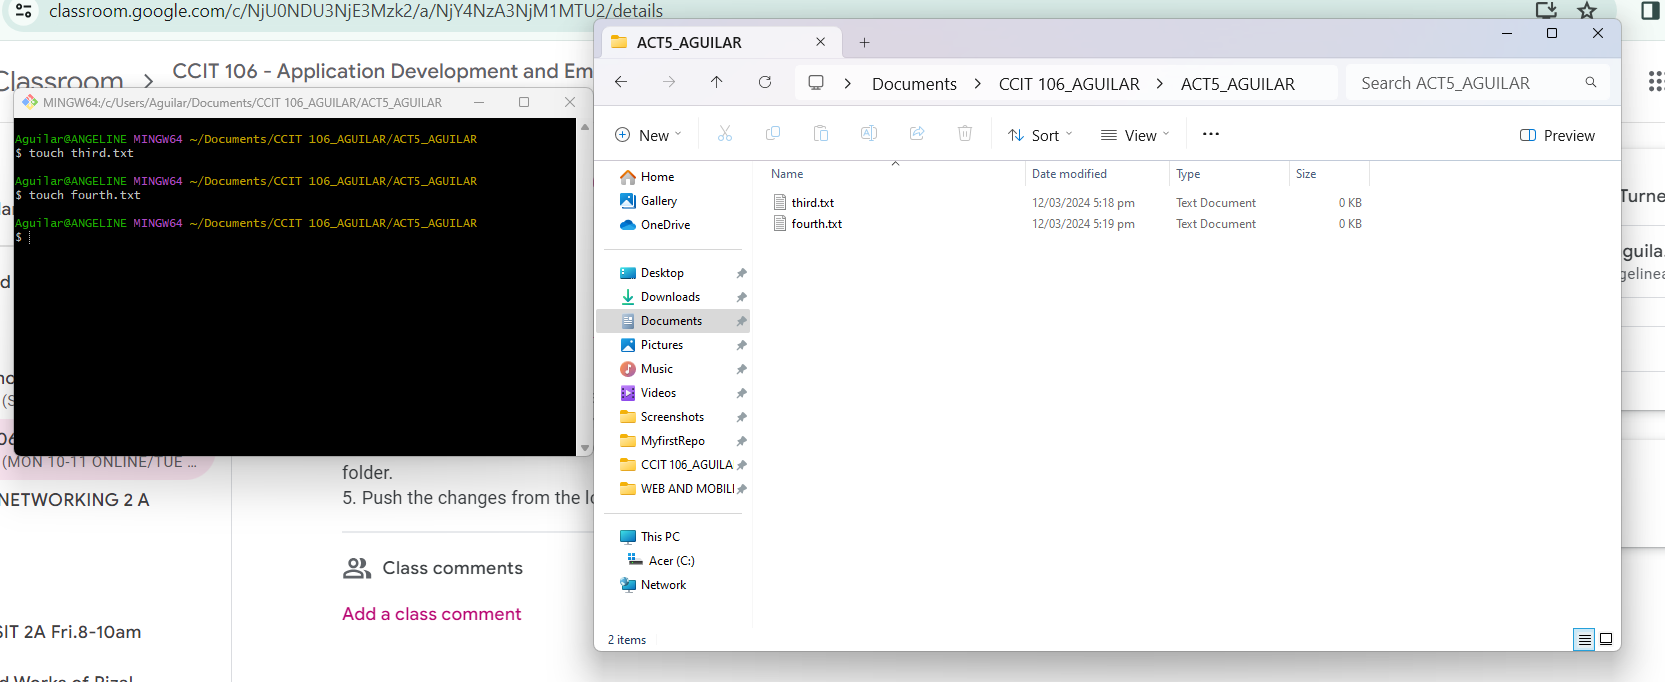 classroom.google.com/c/NjU0NDU3NjE3Mzk2/a/NjY4NzA3NjM1MTU2/details
Classroom
CCIT 106 - Application Development and Em
MINGW64:/c/Users/Aguilar/Documents/CCIT 106_AGUILAR/ACT5_AGUILAR
Aguilar@ANGELINE MINGW64 ~/Documents/CCIT 106_AGUILAR/ACT5_AGUILAR
$ touch third.txt
Aguilar@ANGELINE MINGW64 ~/Documents/CCIT 106_AGUILAR/ACT5_AGUILAR
$ touch fourth.txt
Aguilar@ANGELINE MINGW64 ~/Documents/CCIT 106_AGUILAR/ACT5_AGUILAR
$
(MON 10-11 ONLINE/TUE ...
NETWORKING 2 A
SIT 2A Fri.8-10am
folder.
5. Push the changes from the lo
Class comments
Add a class comment
ACT5_AGUILAR
Documents > CCIT 106_AGUILAR > ACT5_AGUILAR
Search ACT5_AGUILAR
New
Sort
View
Preview
Home
Gallery
OneDrive
Desktop
Downloads
Documents
Pictures
Music
Videos
Screenshots
MyfirstRepo
CCIT 106_AGUILA
WEB AND MOBILI
This PC
Acer (C:)
Network
Name Date modified Type Size
third.txt 12/03/2024 5:18 pm Text Document 0 KB
fourth.txt 12/03/2024 5:19 pm Text Document 0 KB
2 items
Turne
guila
gelinea